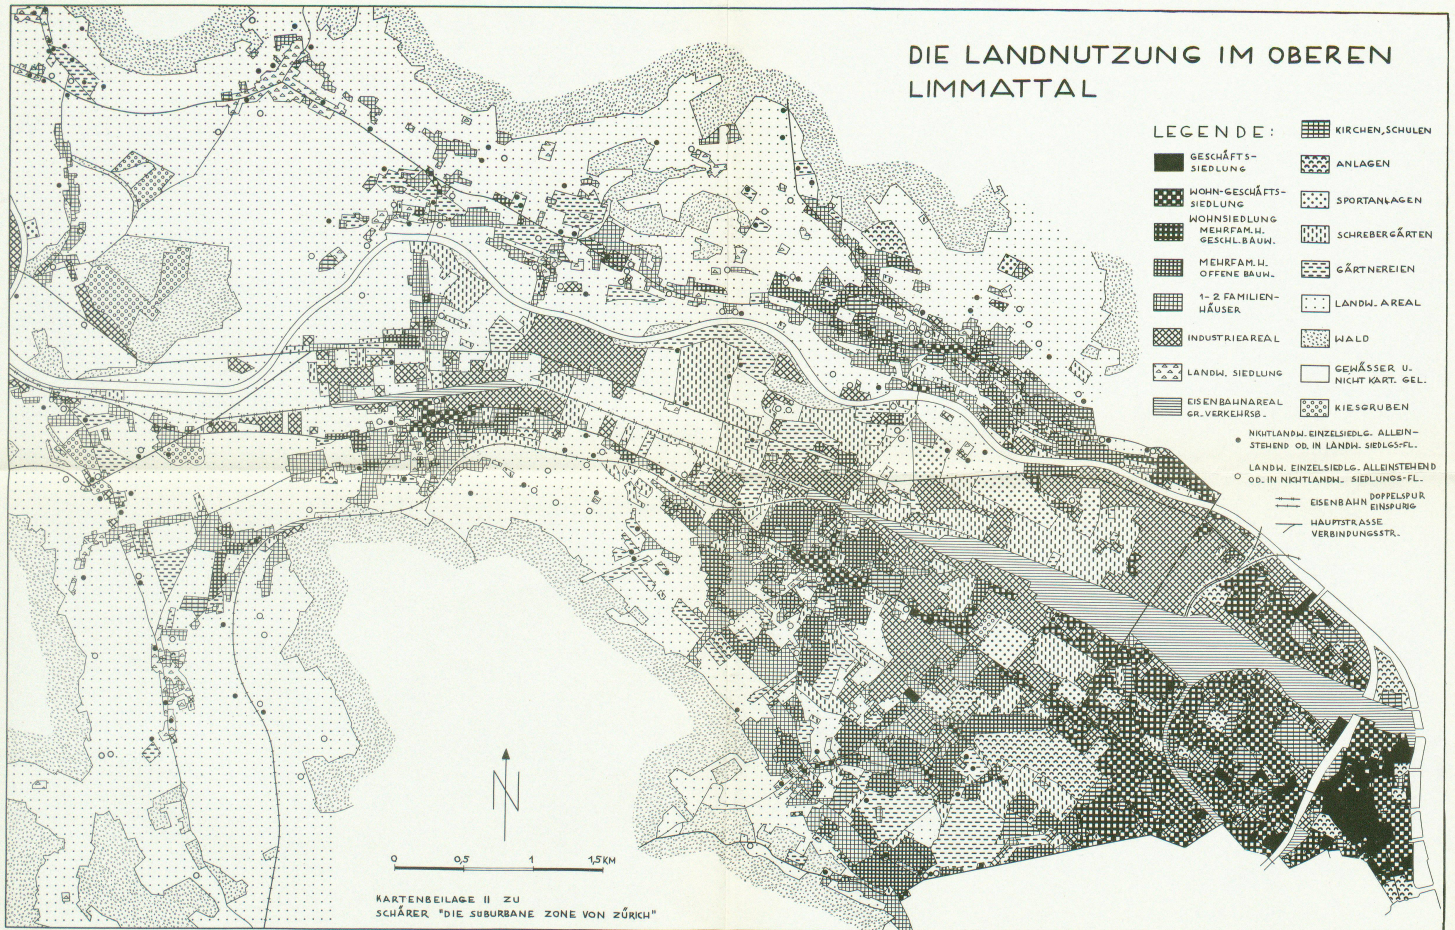 DIE LANDNUTZUNG IM OBEREN
LIMMATTAL
LEGENDE:
GESCHÄFTS-
SIEDLUNG
WOHN-GESCHÄFTS-
SIEDLUNG
WOHNSIEDLUNG
MEHRFAM.H.
GESCHL.BAUW.
MEHRFAM.H.
OFFENE BAUW.
1-2 FAMILIEN-
HÄUSER
INDUSTRIEAREAL
LANDW. SIEDLUNG
EISENBAHNAREAL
GR.VERKEHRSB.
KIRCHEN, SCHULEN
ANLAGEN
SPORTANLAGEN
SCHREBERGÄRTEN
GÄRTNEREIEN
LANDW. AREAL
WALD
GEWÄSSER U.
NICHT KART. GEL.
KIESGRUBEN
NICHTLANDW. EINZELSIEDLG. ALLEIN-
STEHEND OD. IN LANDW. SIEDLGS-FL.
LANDW. EINZELSIEDLG. ALLEINSTEHEND
OD. IN NICHTLANDW. SIEDLUNGS-FL.
EISENBAHN DOPPELSPUR
EINSPURIG
HAUPTSTRASSE
VERBINDUNGSSTR.
N
0 0,5 1 1,5 KM
KARTENBEILAGE II ZU
SCHÄRER "DIE SUBURBANE ZONE VON ZÜRICH"